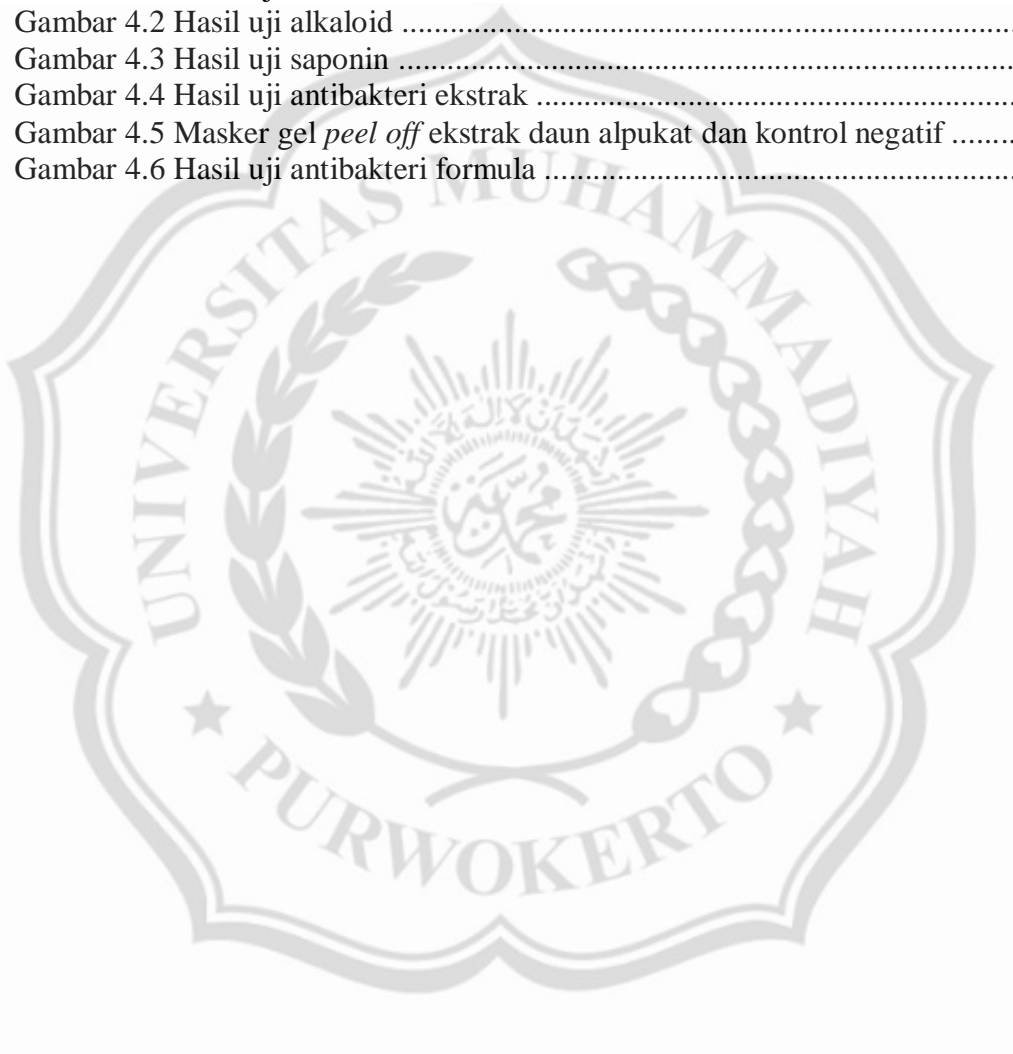 Gambar 4.2 Hasil uji alkaloid ................................................................................
Gambar 4.3 Hasil uji saponin ................................................................................
Gambar 4.4 Hasil uji antibakteri ekstrak ...............................................................
Gambar 4.5 Masker gel peel off ekstrak daun alpukat dan kontrol negatif ........
Gambar 4.6 Hasil uji antibakteri formula .............................................................
UNIVERSITAS MUHAMMADIYAH
PURWOKERTO